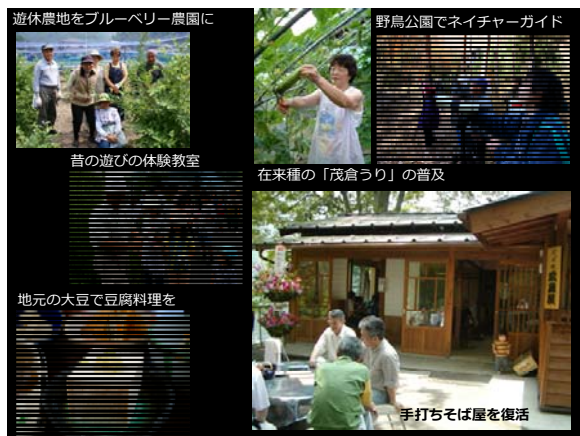 遊休農地をブルーベリー農園に
野鳥公園でネイチャーガイド
昔の遊びの体験教室
在来種の「茂倉うり」の普及
地元の大豆で豆腐料理を
手打ちそば屋を復活